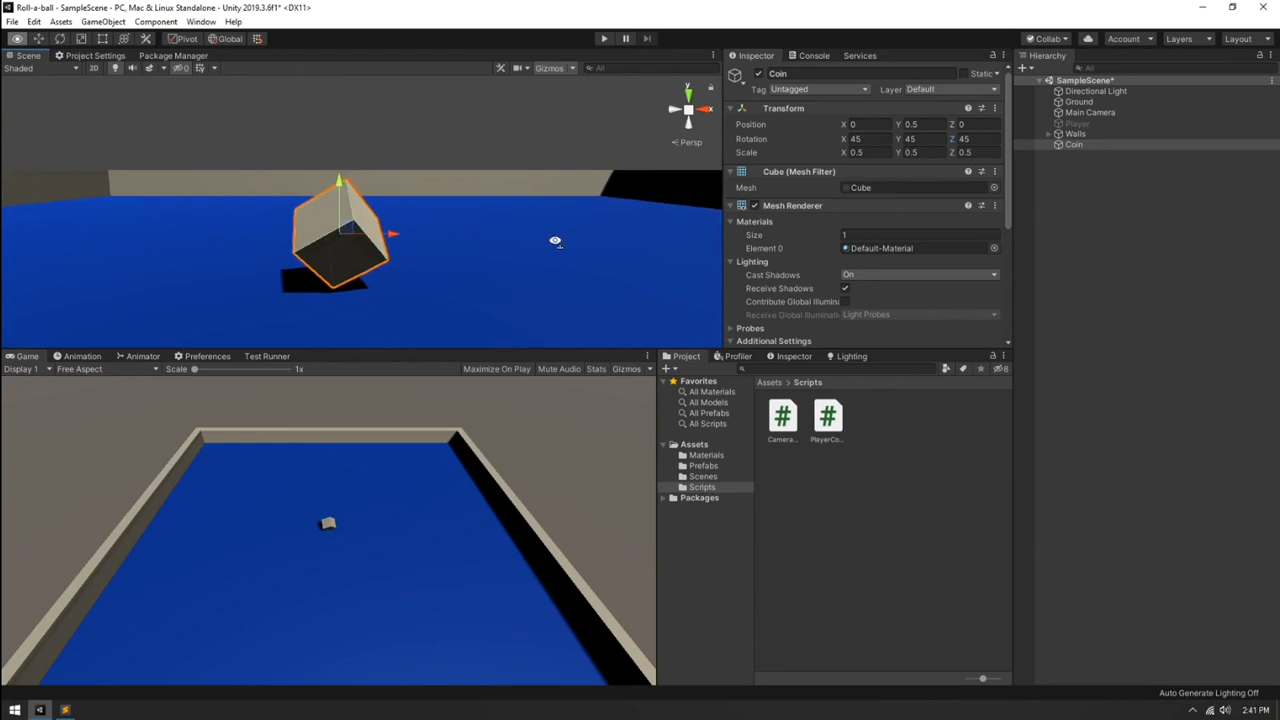 Roll-a-ball - SampleScene - PC, Mac & Linux Standalone - Unity 2019.3.6f1* <DX11>
File Edit Assets GameObject Component Window Help
Pivot Global Collab Account Layers Layout
Scene Project Settings Package Manager
Shaded 2D 0 Gizmos All
y
x
Persp
Inspector Console Services
Coin Static
Tag Untagged Layer Default
Transform
Position X 0 Y 0.5 Z 0
Rotation X 45 Y 45 Z 45
Scale X 0.5 Y 0.5 Z 0.5
Cube (Mesh Filter)
Mesh Cube
Mesh Renderer
Materials
Size 1
Element 0 Default-Material
Lighting
Cast Shadows On
Receive Shadows
Contribute Global Illumina
Receive Global Illuminati Light Probes
Probes
Additional Settings
Hierarchy
All
SampleScene*
Directional Light
Ground
Main Camera
Player
Walls
Coin
Game Animation Animator Preferences Test Runner
Display 1 Free Aspect Scale 1x Maximize On Play Mute Audio Stats Gizmos
Project Profiler Inspector Lighting
8
Favorites
All Materials
All Models
All Prefabs
All Scripts
Assets
Materials
Prefabs
Scenes
Scripts
Packages
Assets > Scripts
# #
Camera... PlayerCo...
Auto Generate Lighting Off
2:41 PM